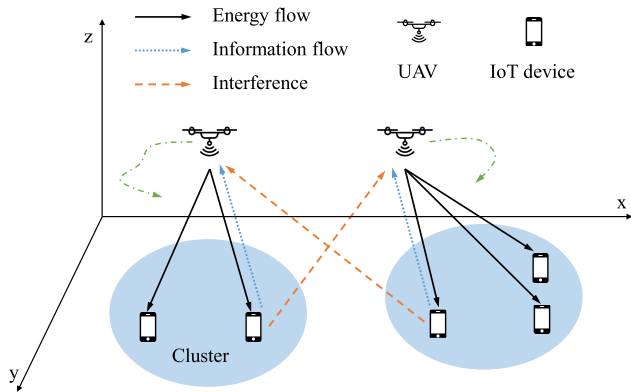 z
Energy flow
Information flow
Interference
UAV
IoT device
x
Cluster
y